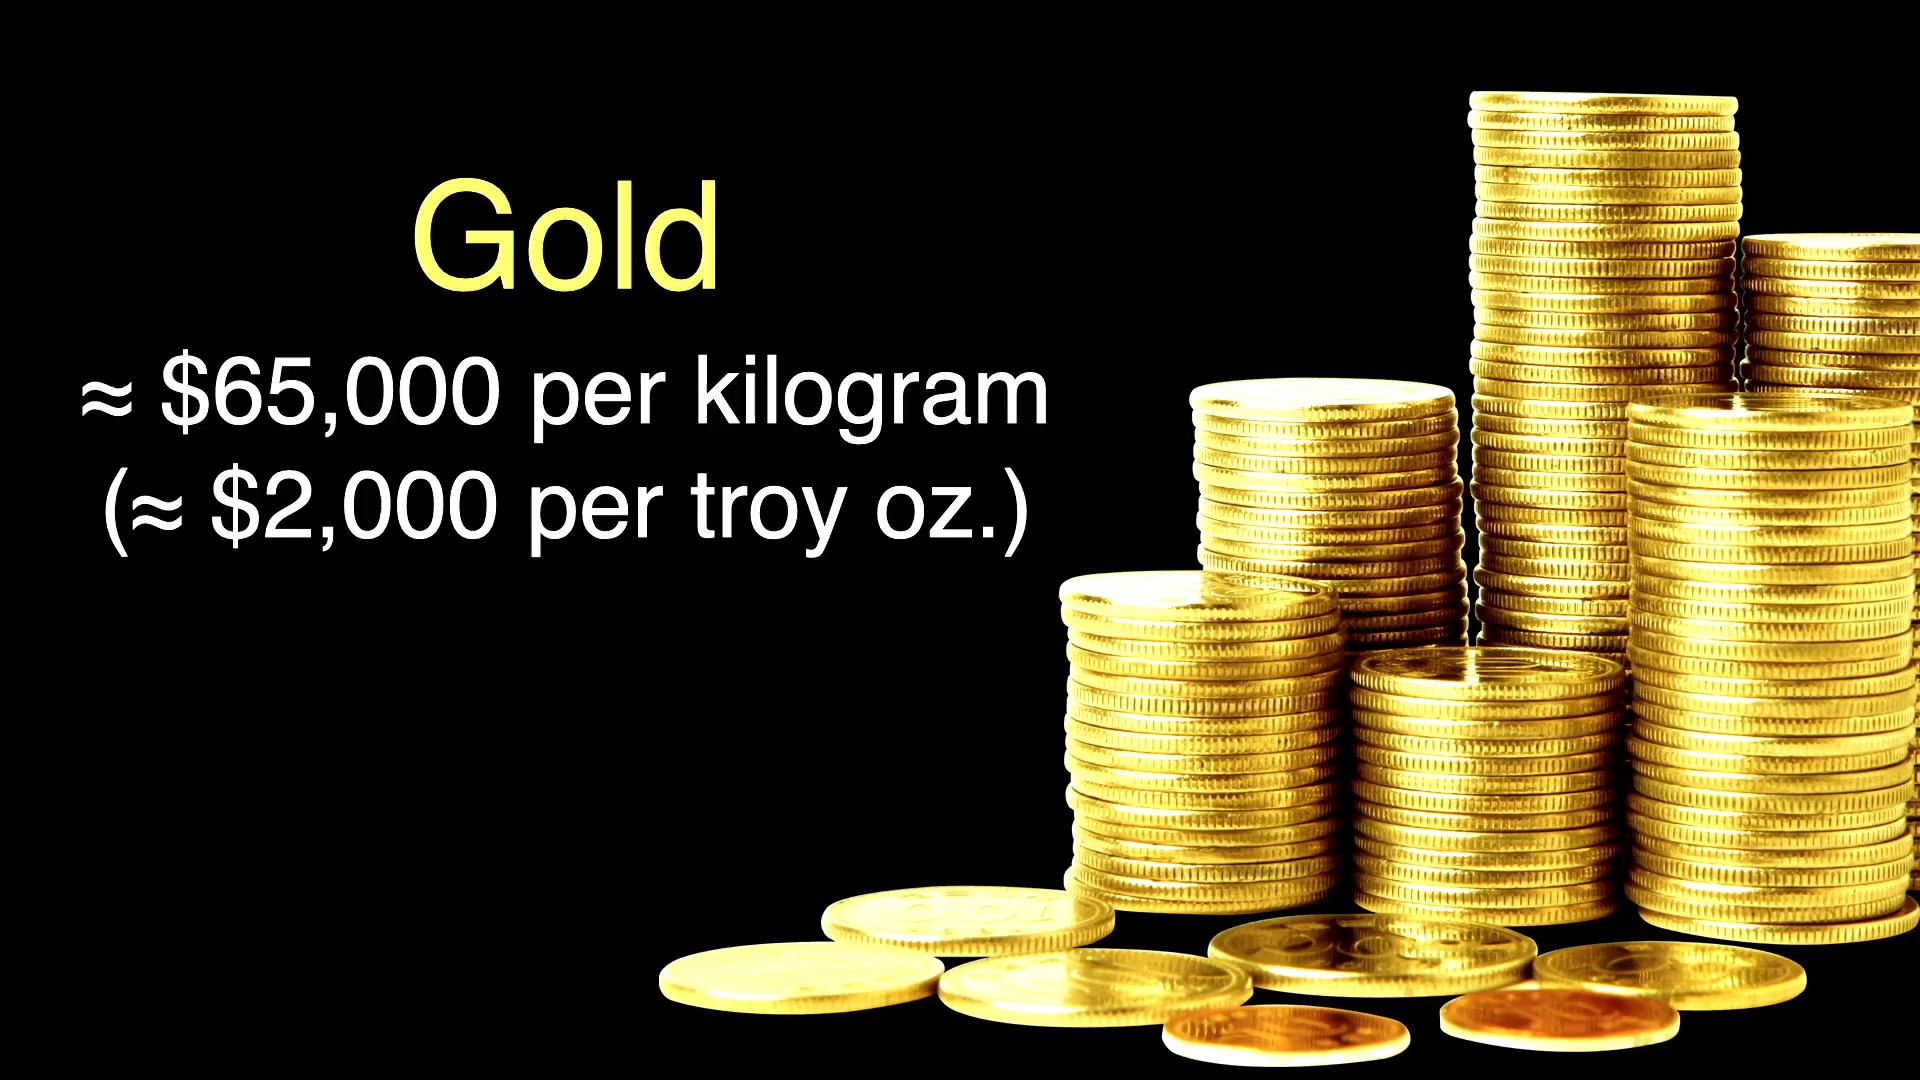 Gold
≈ $65,000 per kilogram
(≈ $2,000 per troy oz.)